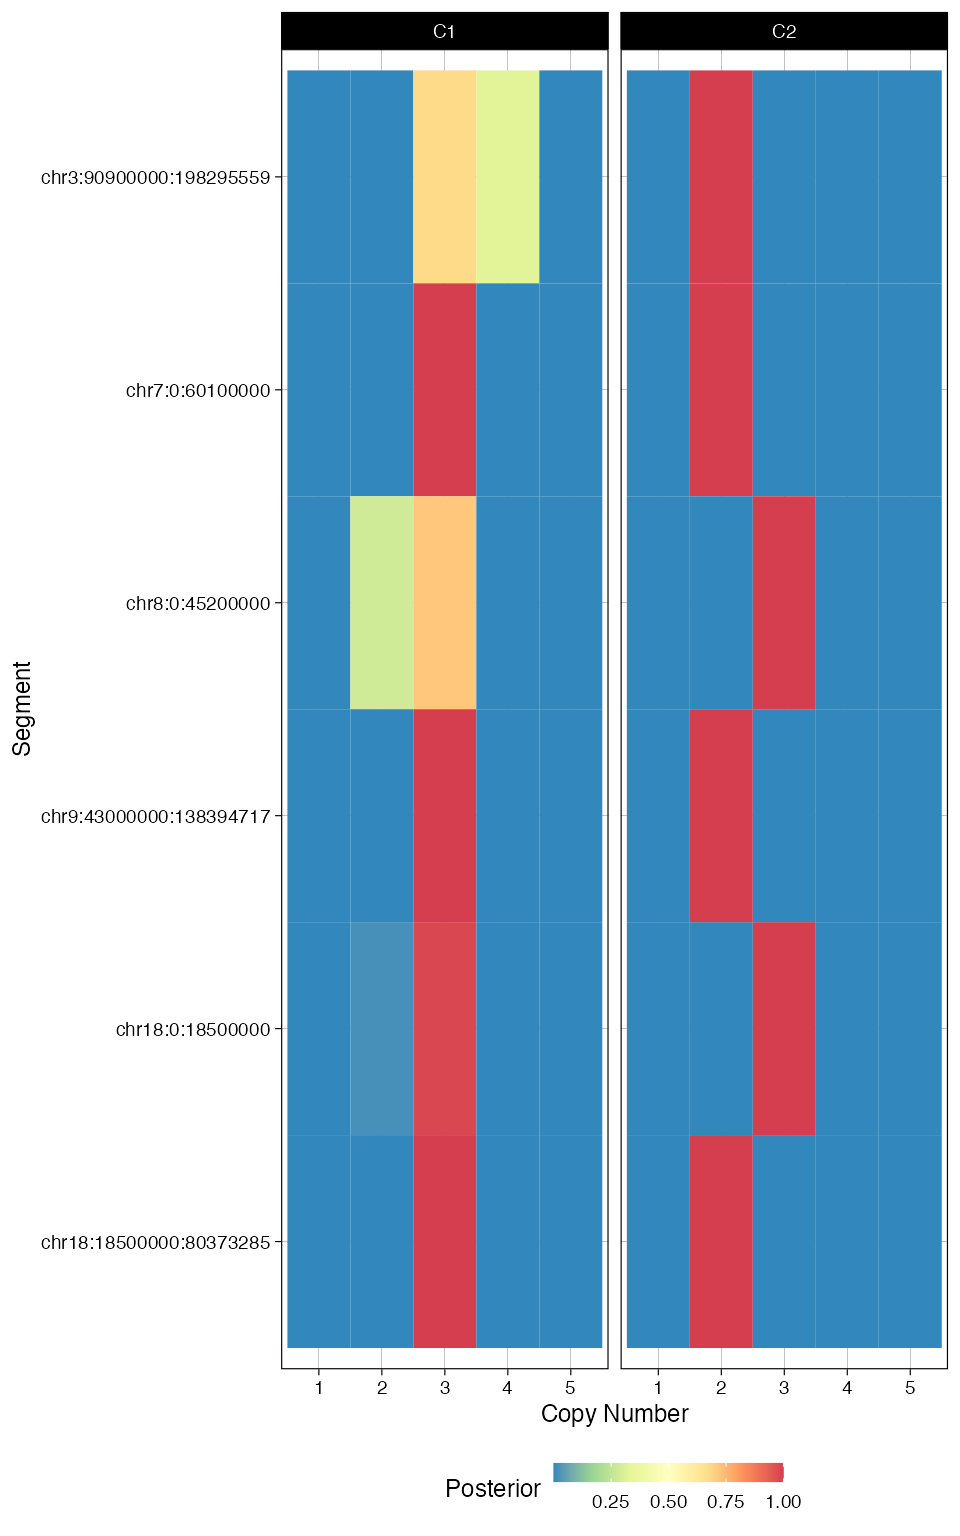 C1 C2
chr3:90900000:198295559
chr7:0:60100000
chr8:0:45200000
Segment
chr9:43000000:138394717
chr18:0:18500000
chr18:18500000:80373285
1 2 3 4 5 1 2 3 4 5
Copy Number
Posterior
0.25 0.50 0.75 1.00